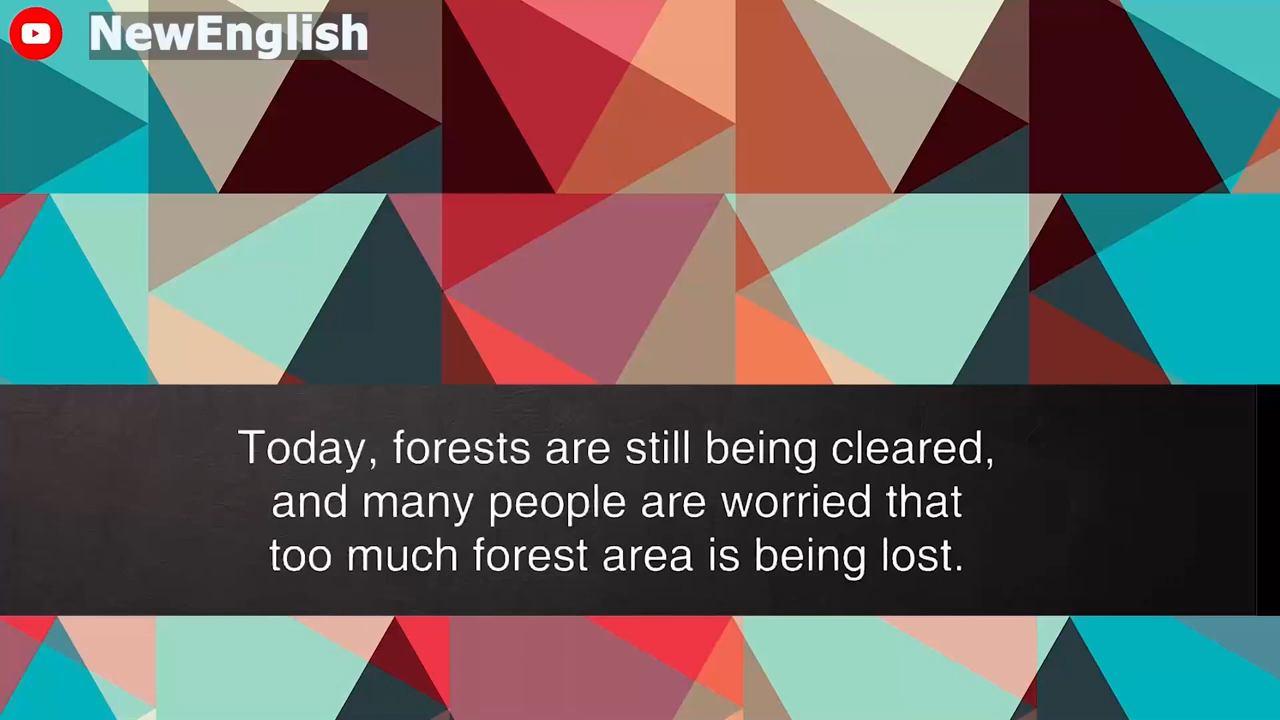 NewEnglish
Today, forests are still being cleared,
and many people are worried that
too much forest area is being lost.